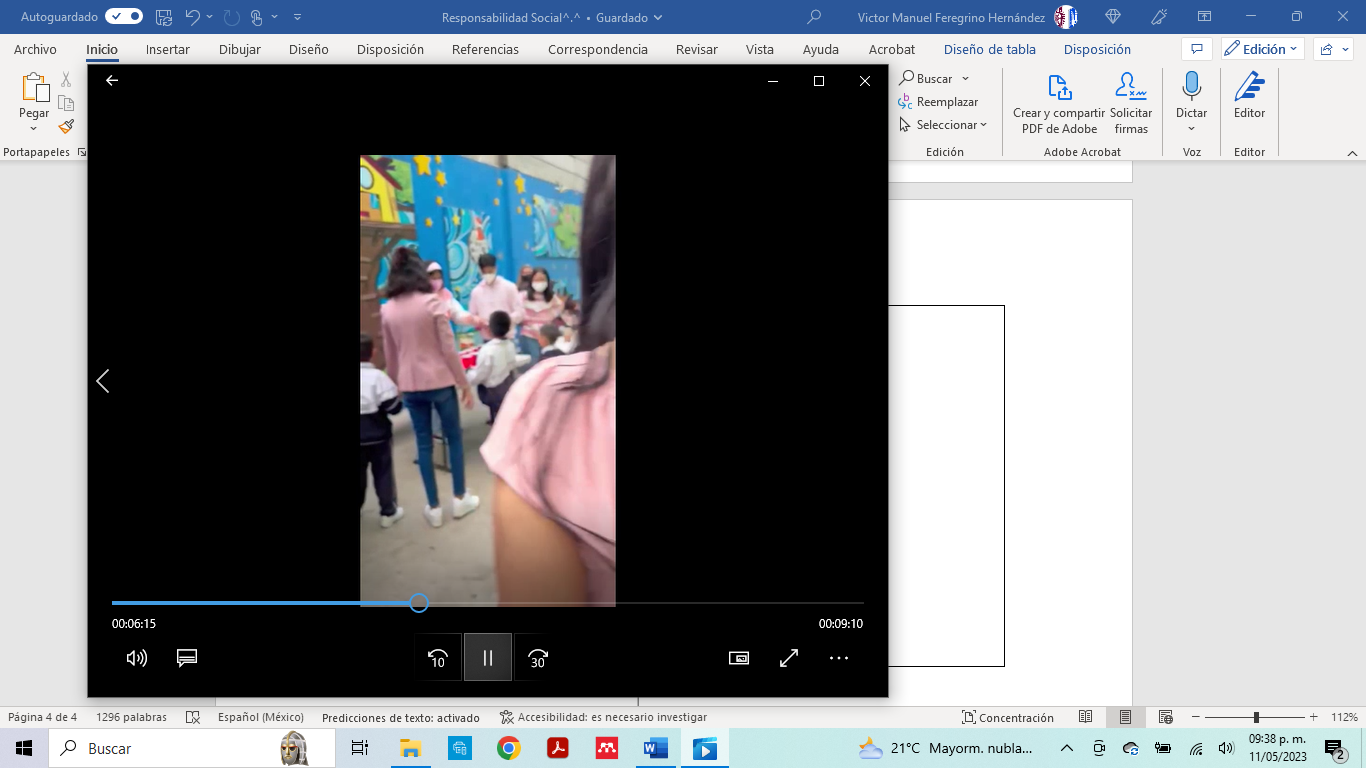 Autoguardado
Responsabilidad Social^.^ • Guardado
Victor Manuel Feregrino Hernández
Archivo Inicio Insertar Dibujar Diseño Disposición Referencias Correspondencia Revisar Vista Ayuda Acrobat Diseño de tabla Disposición
Edición
Pegar
Portapapeles
Buscar
Reemplazar
Seleccionar
Edición
Crear y compartir
PDF de Adobe
Solicitar
firmas
Adobe Acrobat
Dictar
Voz
Editor
Editor
00:06:15
00:09:10
10
30
Página 4 de 4 1296 palabras Español (México) Predicciones de texto: activado Accesibilidad: es necesario investigar
Concentración
112%
Buscar
21°C Mayorm. nubla...
09:38 p. m.
11/05/2023
2